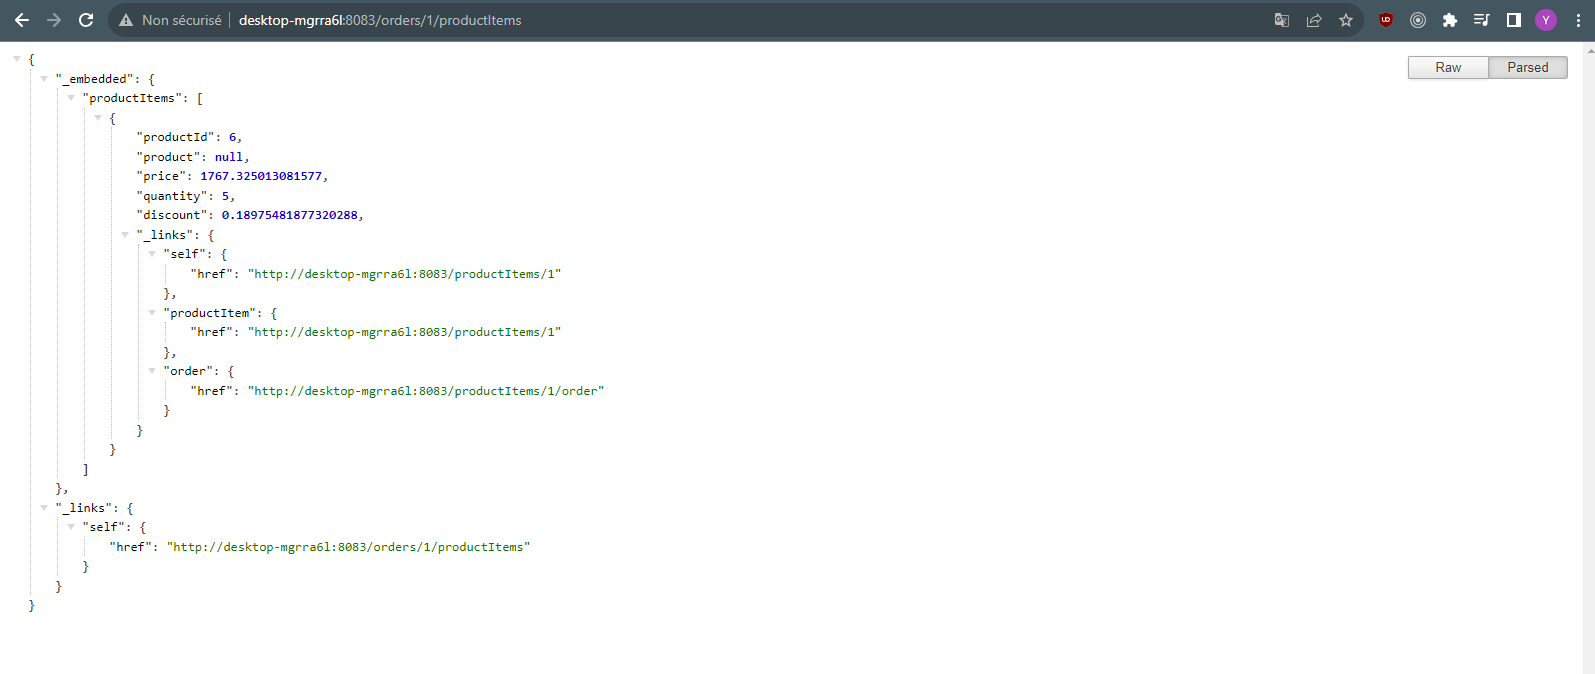 Non sécurisé | desktop-mgrra6l:8083/orders/1/productItems
Raw Parsed
{
"_embedded": {
"productItems": [
{
"productId": 6,
"product": null,
"price": 1767.325013081577,
"quantity": 5,
"discount": 0.18975481877320288,
"_links": {
"self": {
"href": "http://desktop-mgrra6l:8083/productItems/1"
},
"productItem": {
"href": "http://desktop-mgrra6l:8083/productItems/1"
},
"order": {
"href": "http://desktop-mgrra6l:8083/productItems/1/order"
}
}
}
]
},
"_links": {
"self": {
"href": "http://desktop-mgrra6l:8083/orders/1/productItems"
}
}
}
Y